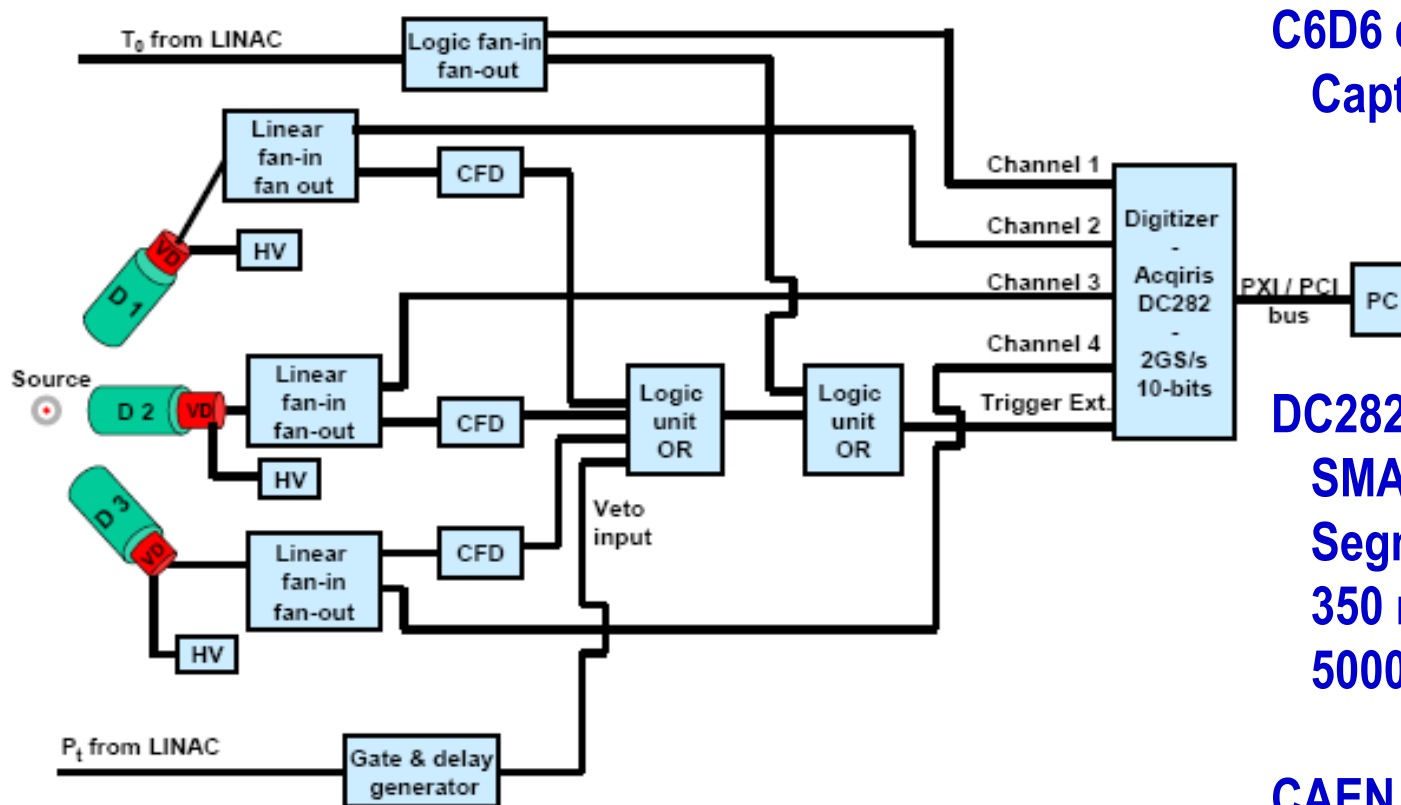 T0 from LINAC
Logic fan-in
fan-out
Linear
fan-in
fan out
CFD
HV
VD
D 1
Source
D 2
VD
Linear
fan-in
fan-out
CFD
HV
D 3
VD
Linear
fan-in
fan-out
CFD
HV
Veto
input
Logic
unit
OR
Logic
unit
OR
Pt from LINAC
Gate & delay
generator
Channel 1
Channel 2
Channel 3
Channel 4
Trigger Ext.
Digitizer
-
Acqiris
DC282
-
2GS/s
10-bits
PXI / PCI
bus
PC
C6D6
Capt
DC282
SMA
Segr
350
5000
CAEN